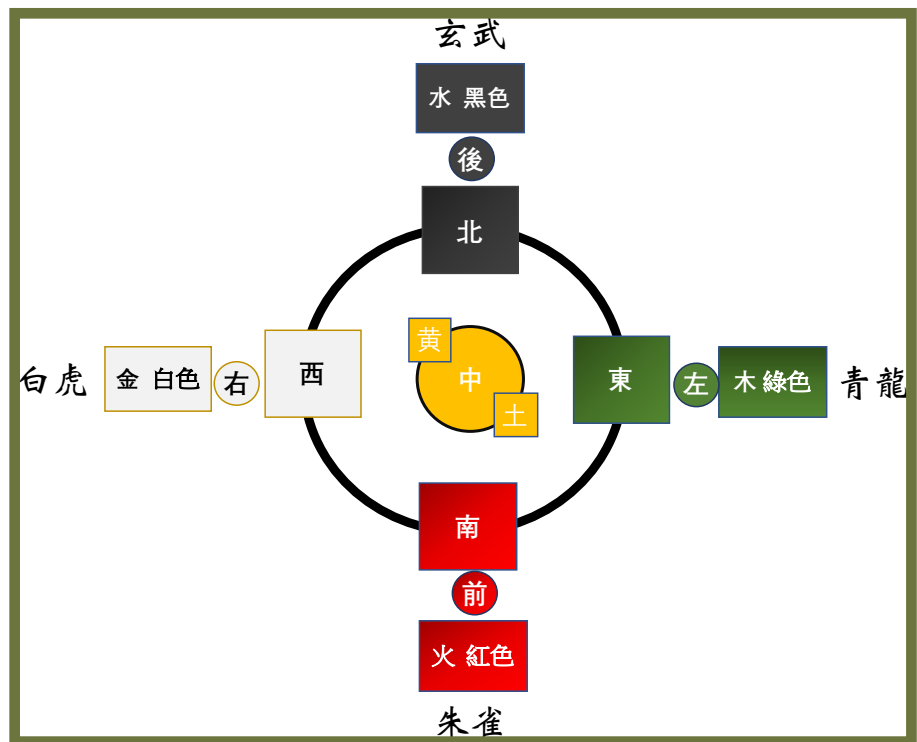 玄武
水 黑色
後
北
白虎
金 白色
右
西
黄
中
土
東
左
木 綠色
青龍
南
前
火 紅色
朱雀